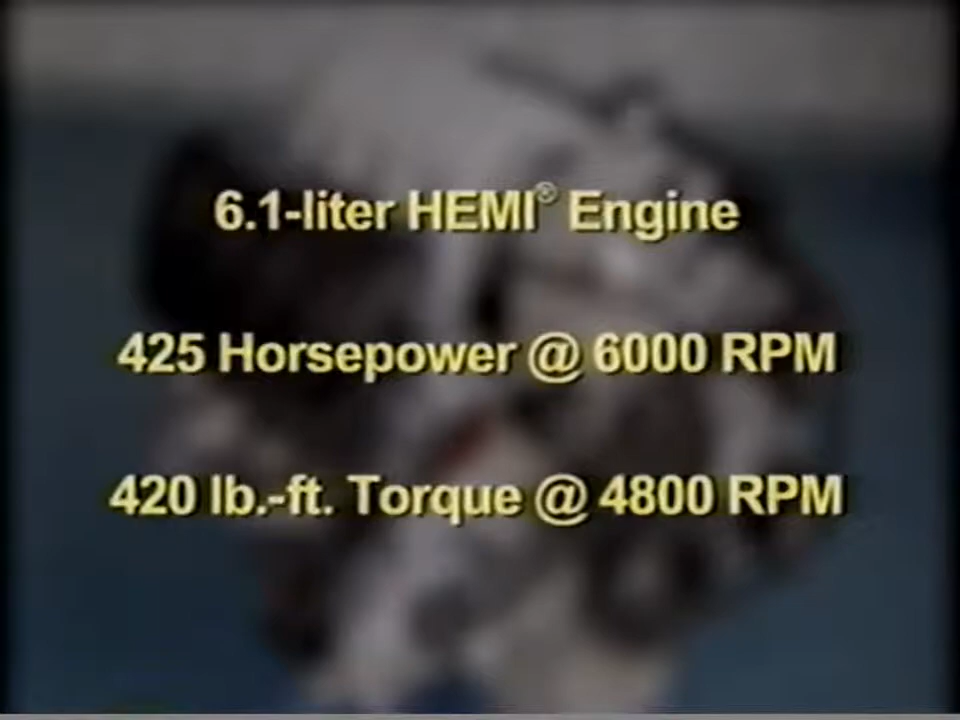 6.1-liter HEMI® Engine
425 Horsepower @ 6000 RPM
420 lb.-ft. Torque @ 4800 RPM